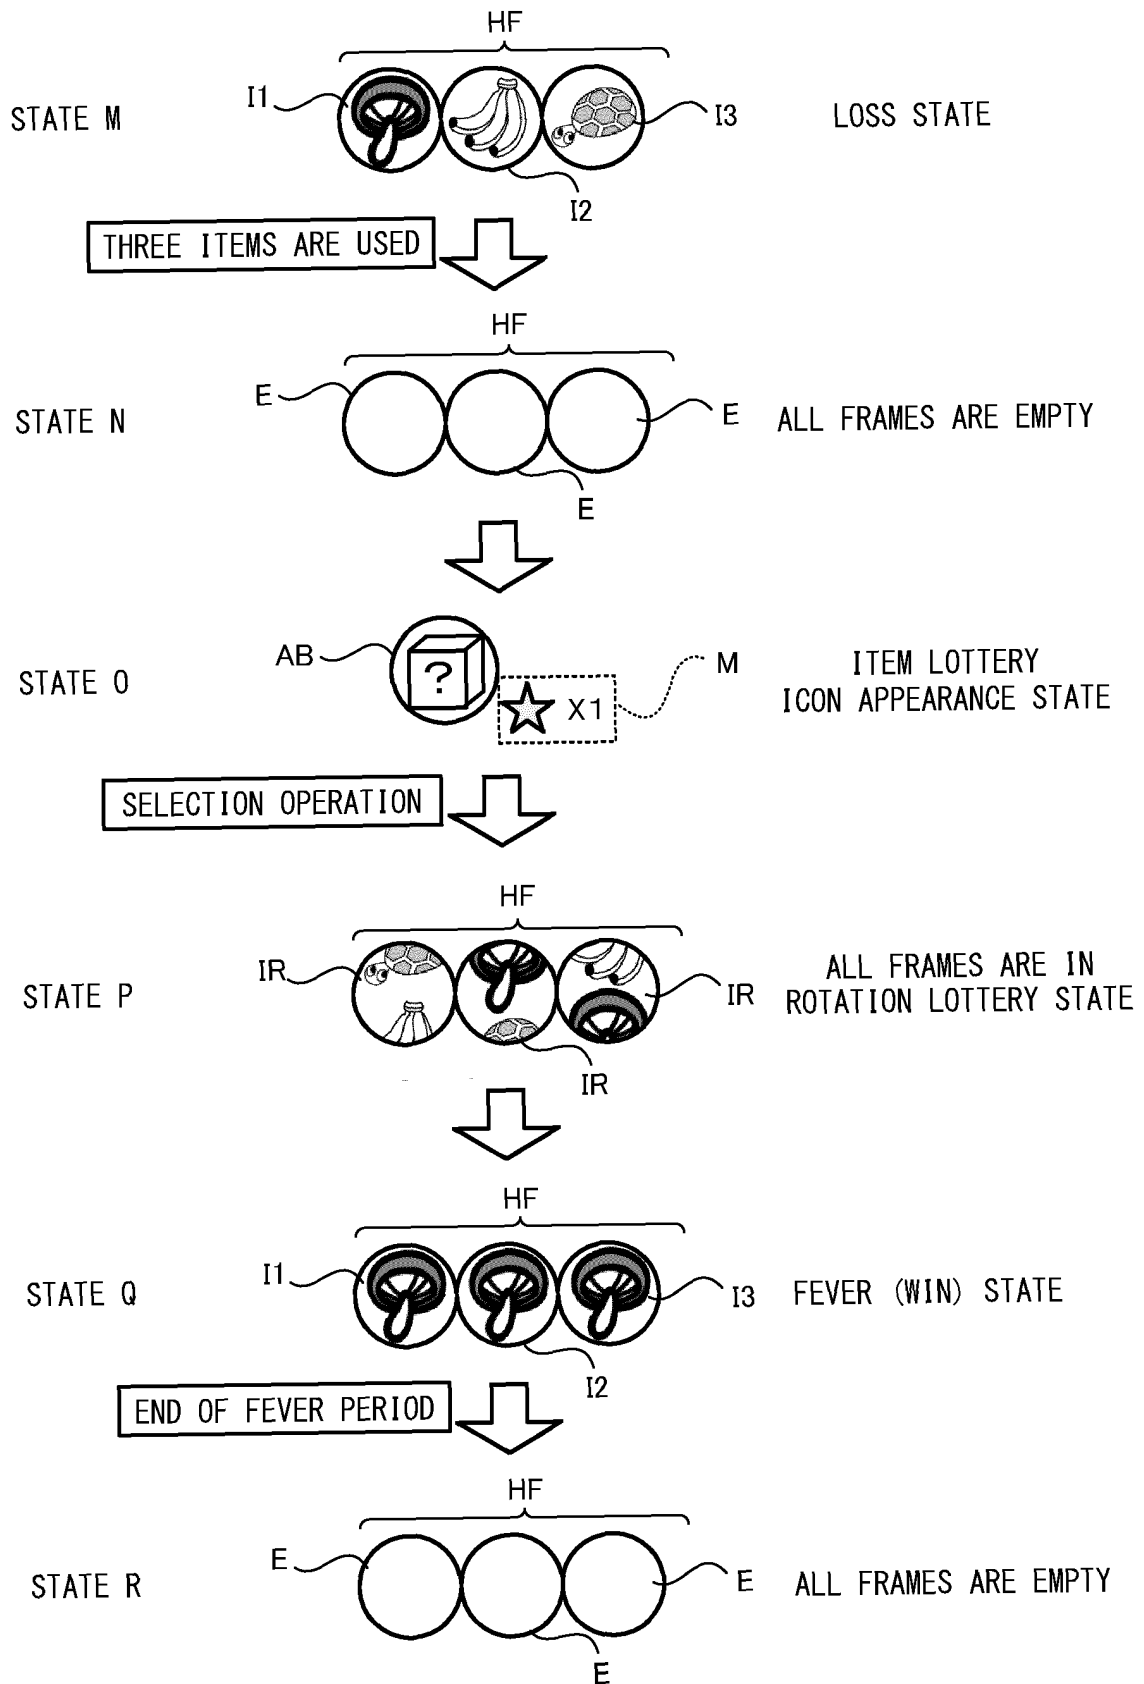 HF
STATE M
I1
I3
LOSS STATE
I2
THREE ITEMS ARE USED
HF
STATE N
E
E
ALL FRAMES ARE EMPTY
E
STATE O
AB
?
X1
M
ITEM LOTTERY
ICON APPEARANCE STATE
SELECTION OPERATION
HF
STATE P
IR
IR
ALL FRAMES ARE IN
ROTATION LOTTERY STATE
IR
HF
STATE Q
I1
I3
FEVER (WIN) STATE
I2
END OF FEVER PERIOD
HF
STATE R
E
E
ALL FRAMES ARE EMPTY
E